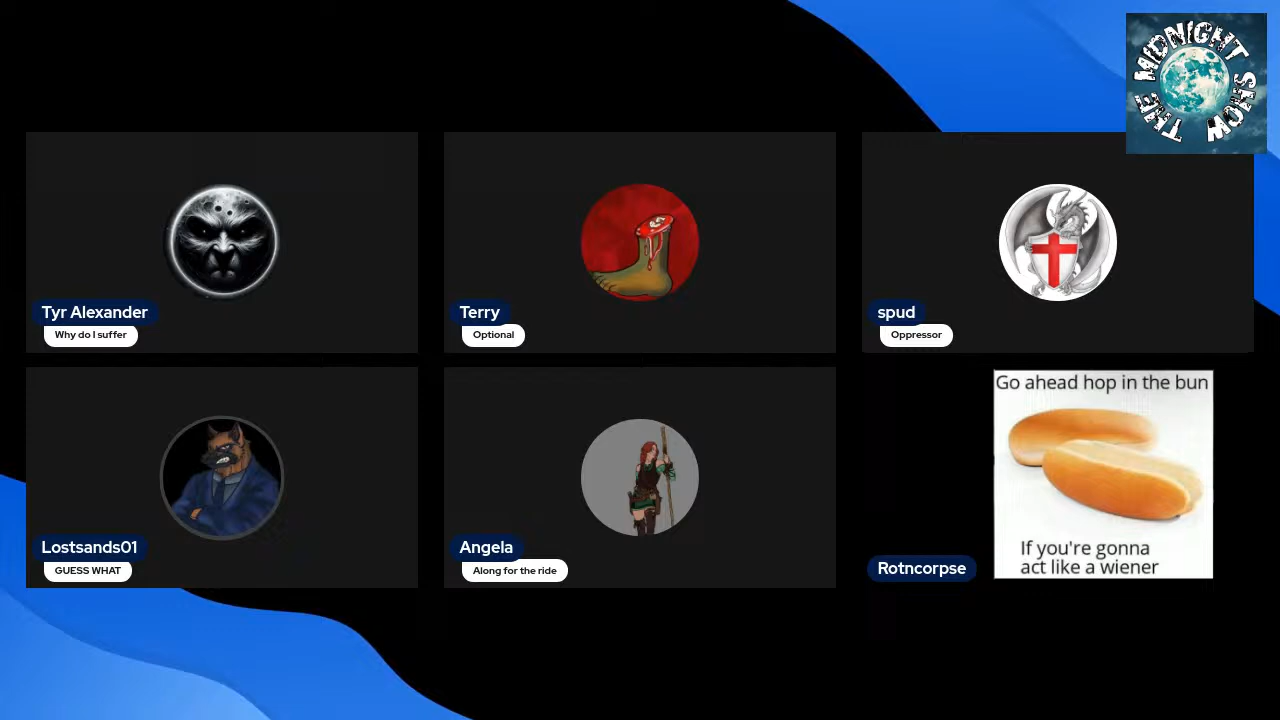 THE MIDNIGHT SHOW
Tyr Alexander
Why do I suffer
Terry
Optional
spud
Oppressor
Lostsands01
GUESS WHAT
Angela
Along for the ride
Rotncorpse
Go ahead hop in the bun
If you're gonna
act like a wiener